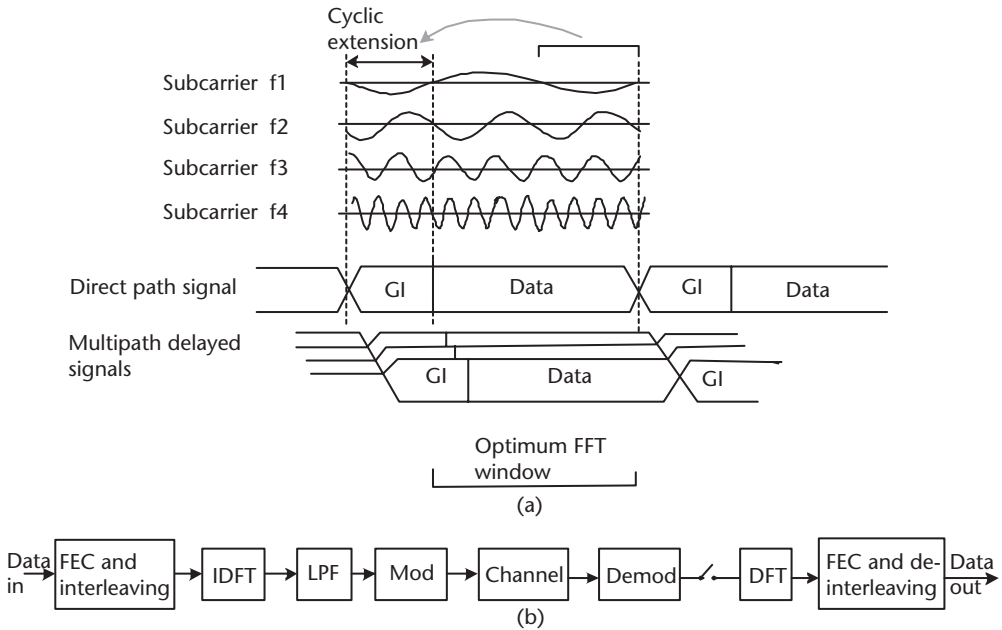 Cyclic
extension
Subcarrier f1
Subcarrier f2
Subcarrier f3
Subcarrier f4
Direct path signal
GI
Data
GI
Data
Multipath delayed
signals
GI
Data
GI
Optimum FFT
window
(a)
Data
in
FEC and
interleaving
IDFT
LPF
Mod
Channel
Demod
DFT
FEC and de-
interleaving
Data
out
(b)